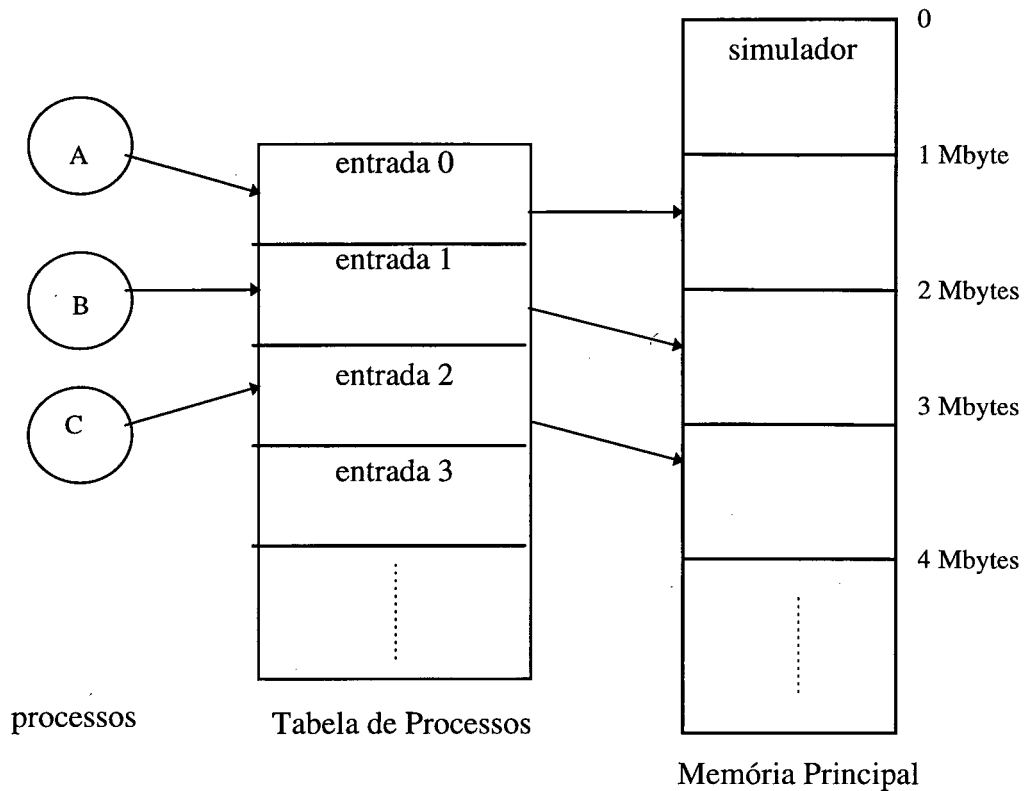 0
simulador
A
1 Mbyte
entrada 0
entrada 1
B
2 Mbytes
entrada 2
3 Mbytes
C
entrada 3
4 Mbytes
processos
Tabela de Processos
Memória Principal